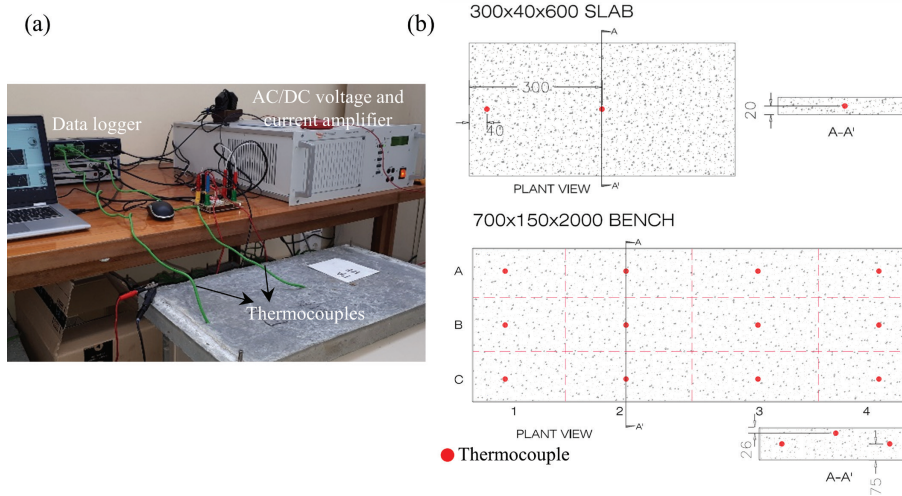 (a)
Data logger
AC/DC voltage and
current amplifier
Thermocouples
(b)
300x40x600 SLAB
A
300
40
A'
PLANT VIEW
20
A-A'
700x150x2000 BENCH
A
A
B
C
1
2
3
4
A'
PLANT VIEW
26
75
A-A'
Thermocouple